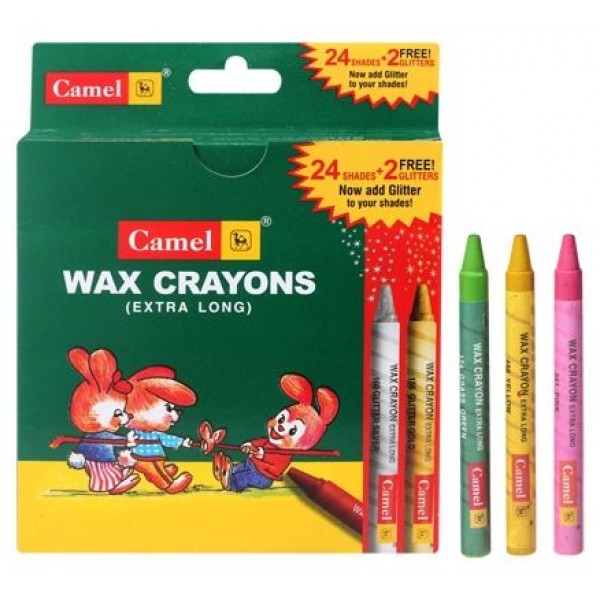 24 SHADES+2 FREE! GLITTERS
Now add Glitter
to your shades!
Camel ®
24 SHADES+2 FREE! GLITTERS
Now add Glitter
to your shades!
Camel ®
WAX CRAYONS
(EXTRA LONG)
WAX CRAYON EXTRA LONG
GLITTER SILVER
Camel
WAX CRAYON EXTRA LONG
GLITTER GOLD
Camel
WA
WAX CRAYON EXTRA LONG
GRASS GREEN
Camel
WAX CRAYON EXTRA LONG
YELLOW
Camel
WAX CRAYON EXTRA LONG
PINK
Camel